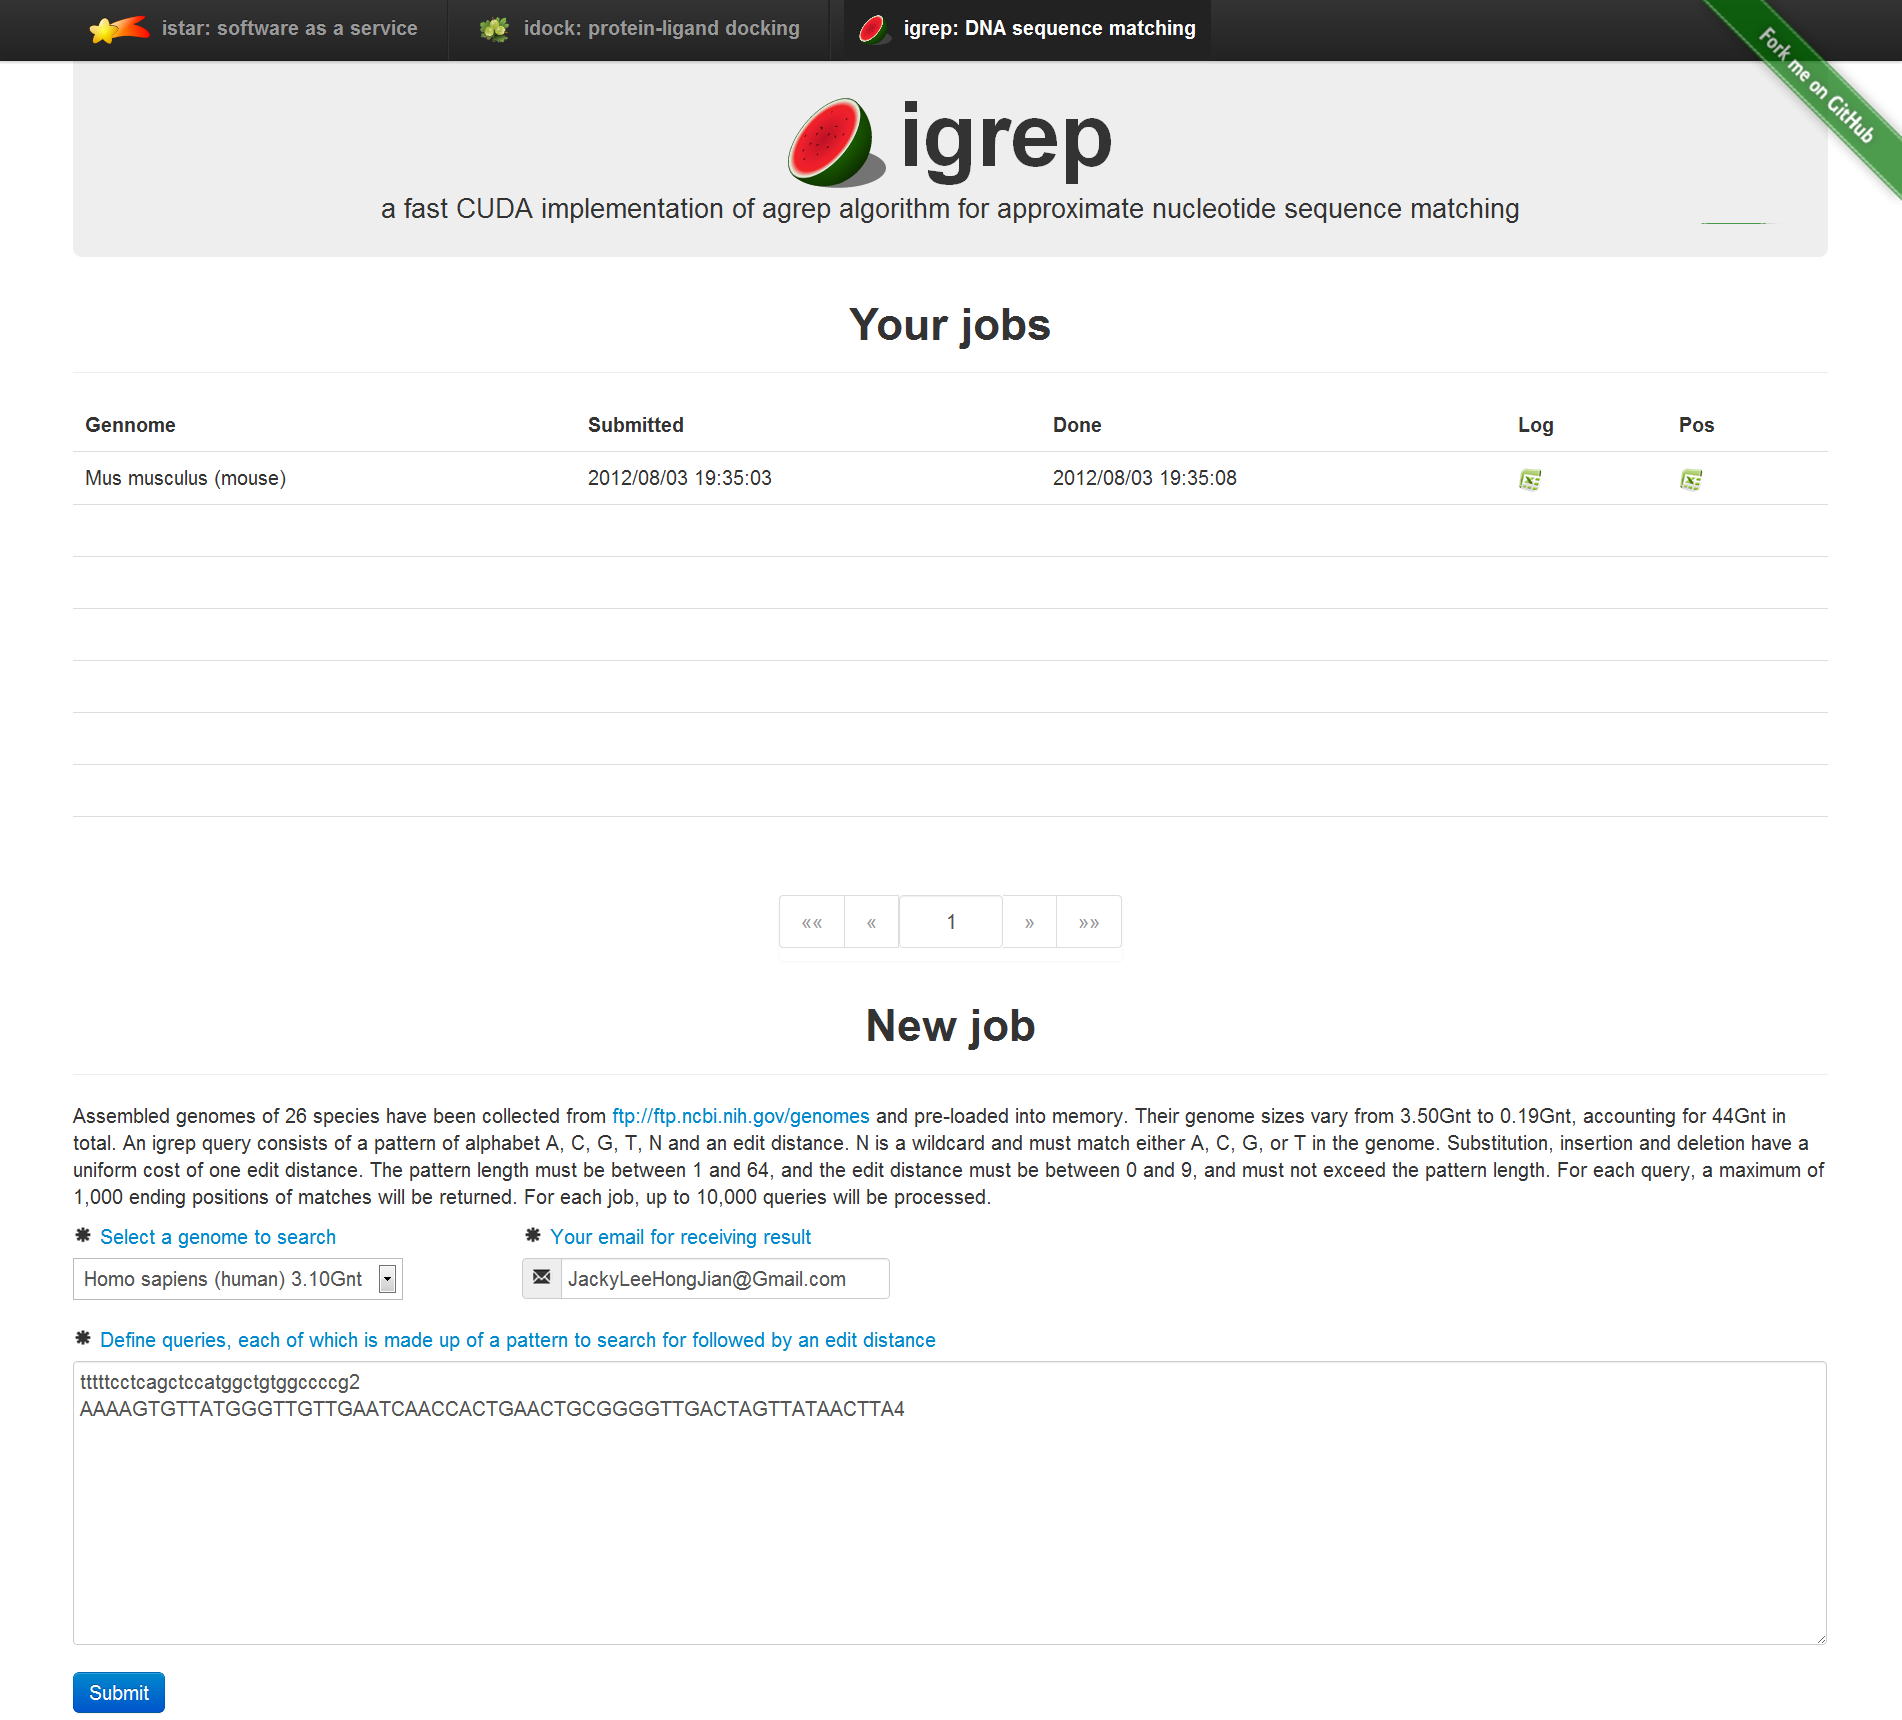 istar: software as a service idock: protein-ligand docking igrep: DNA sequence matching
Fork me on GitHub
igrep
a fast CUDA implementation of agrep algorithm for approximate nucleotide sequence matching
Your jobs
Gennome Submitted Done Log Pos
Mus musculus (mouse) 2012/08/03 19:35:03 2012/08/03 19:35:08
«« « 1 » »»
New job
Assembled genomes of 26 species have been collected from ftp://ftp.ncbi.nih.gov/genomes and pre-loaded into memory. Their genome sizes vary from 3.50Gnt to 0.19Gnt, accounting for 44Gnt in
total. An igrep query consists of a pattern of alphabet A, C, G, T, N and an edit distance. N is a wildcard and must match either A, C, G, or T in the genome. Substitution, insertion and deletion have a
uniform cost of one edit distance. The pattern length must be between 1 and 64, and the edit distance must be between 0 and 9, and must not exceed the pattern length. For each query, a maximum of
1,000 ending positions of matches will be returned. For each job, up to 10,000 queries will be processed.
✱ Select a genome to search ✱ Your email for receiving result
Homo sapiens (human) 3.10Gnt JackyLeeHongJian@Gmail.com
✱ Define queries, each of which is made up of a pattern to search for followed by an edit distance
tttttcctcagctccatggctgtggccccg2
AAAAGTGTTATGGGTTGTTGAATCAACCACTGAACTGCGGGGTTGACTAGTTATAACTTA4
Submit